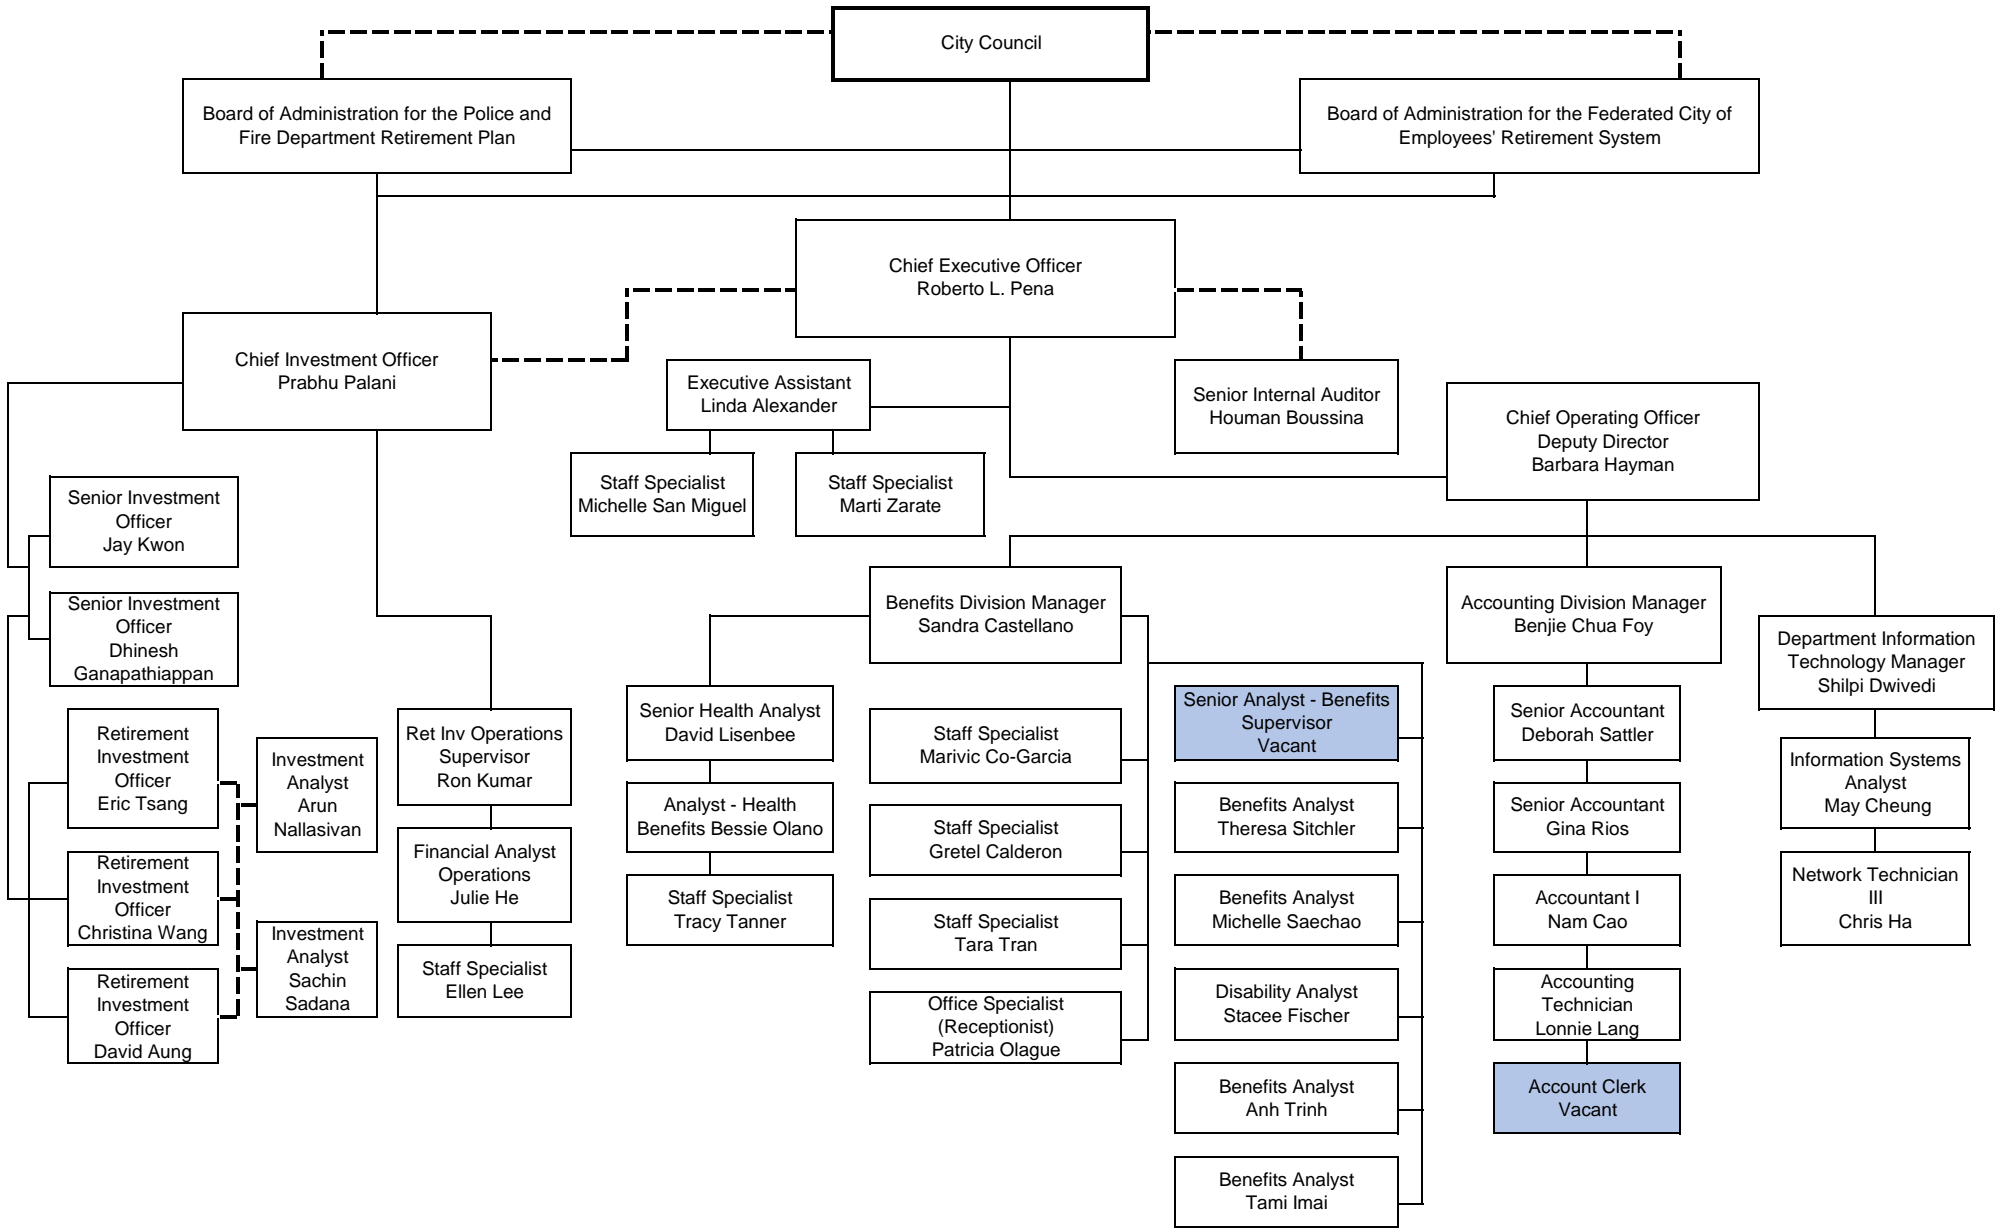 City Council
Board of Administration for the Police and
Fire Department Retirement Plan
Board of Administration for the Federated City of
Employees' Retirement System
Chief Executive Officer
Roberto L. Pena
Chief Investment Officer
Prabhu Palani
Executive Assistant
Linda Alexander
Senior Internal Auditor
Houman Boussina
Chief Operating Officer
Deputy Director
Barbara Hayman
Staff Specialist
Michelle San Miguel
Staff Specialist
Marti Zarate
Senior Investment
Officer
Jay Kwon
Senior Investment
Officer
Dhinesh
Ganapathiappan
Retirement
Investment
Officer
Eric Tsang
Retirement
Investment
Officer
Christina Wang
Retirement
Investment
Officer
David Aung
Investment
Analyst
Arun
Nallasivan
Investment
Analyst
Sachin
Sadana
Ret Inv Operations
Supervisor
Ron Kumar
Financial Analyst
Operations
Julie He
Staff Specialist
Ellen Lee
Benefits Division Manager
Sandra Castellano
Senior Health Analyst
David Lisenbee
Analyst - Health
Benefits Bessie Olano
Staff Specialist
Tracy Tanner
Staff Specialist
Marivic Co-Garcia
Staff Specialist
Gretel Calderon
Staff Specialist
Tara Tran
Office Specialist
(Receptionist)
Patricia Olague
Senior Analyst - Benefits
Supervisor
Vacant
Benefits Analyst
Theresa Sitchler
Benefits Analyst
Michelle Saechao
Disability Analyst
Stacee Fischer
Benefits Analyst
Anh Trinh
Benefits Analyst
Tami Imai
Accounting Division Manager
Benjie Chua Foy
Senior Accountant
Deborah Sattler
Senior Accountant
Gina Rios
Accountant I
Nam Cao
Accounting
Technician
Lonnie Lang
Account Clerk
Vacant
Department Information
Technology Manager
Shilpi Dwivedi
Information Systems
Analyst
May Cheung
Network Technician
III
Chris Ha